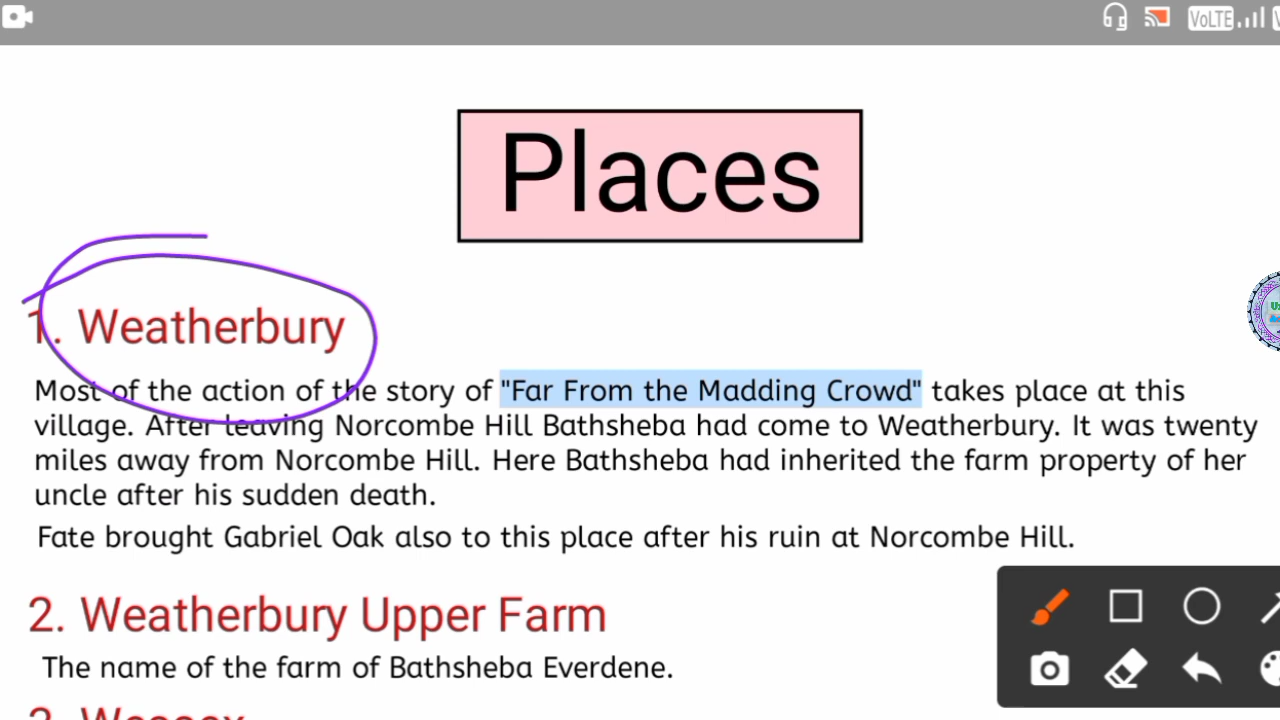 VoLTE
Places
1. Weatherbury
Most of the action of the story of "Far From the Madding Crowd" takes place at this
village. After leaving Norcombe Hill Bathsheba had come to Weatherbury. It was twenty
miles away from Norcombe Hill. Here Bathsheba had inherited the farm property of her
uncle after his sudden death.
Fate brought Gabriel Oak also to this place after his ruin at Norcombe Hill.
2. Weatherbury Upper Farm
The name of the farm of Bathsheba Everdene.